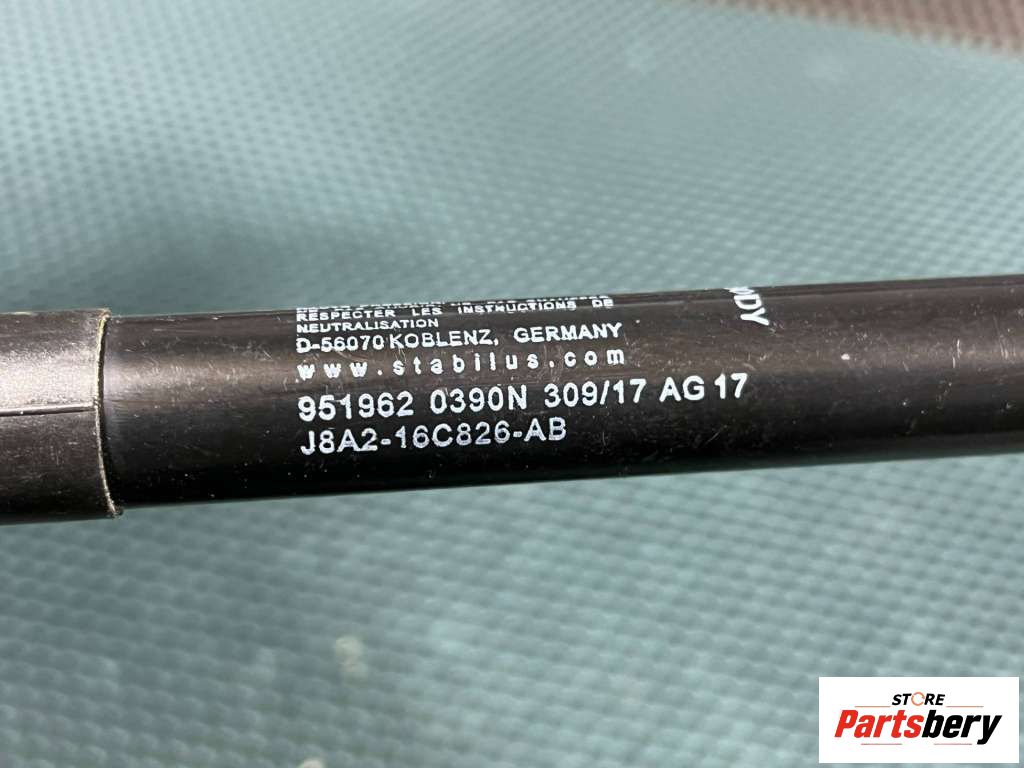 RESPECTER LES INSTRUCTIONS DE
NEUTRALISATION
D-56070 KOBLENZ, GERMANY
www.stabilus.com
951962 0390N 309/17 AG 17
J8A2-16C826-AB
STORE
Partsbery